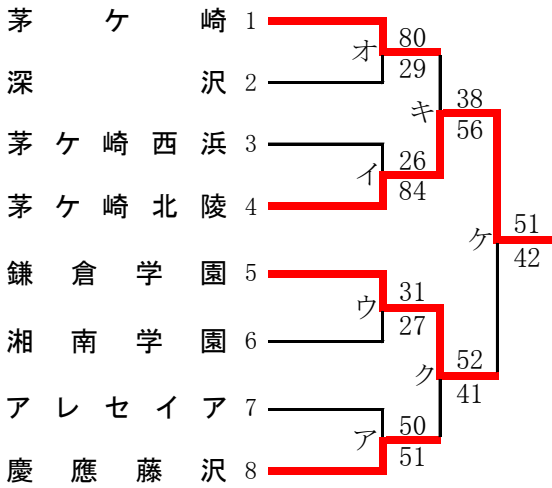 茅ケ崎 1
オ 80
29
深沢 2
キ 38
56
茅ケ崎西浜 3
イ 26
84
茅ケ崎北陵 4
ケ 51
42
鎌倉学園 5
ウ 31
27
湘南学園 6
ク 52
41
アレセイア 7
ア 50
51
慶應藤沢 8